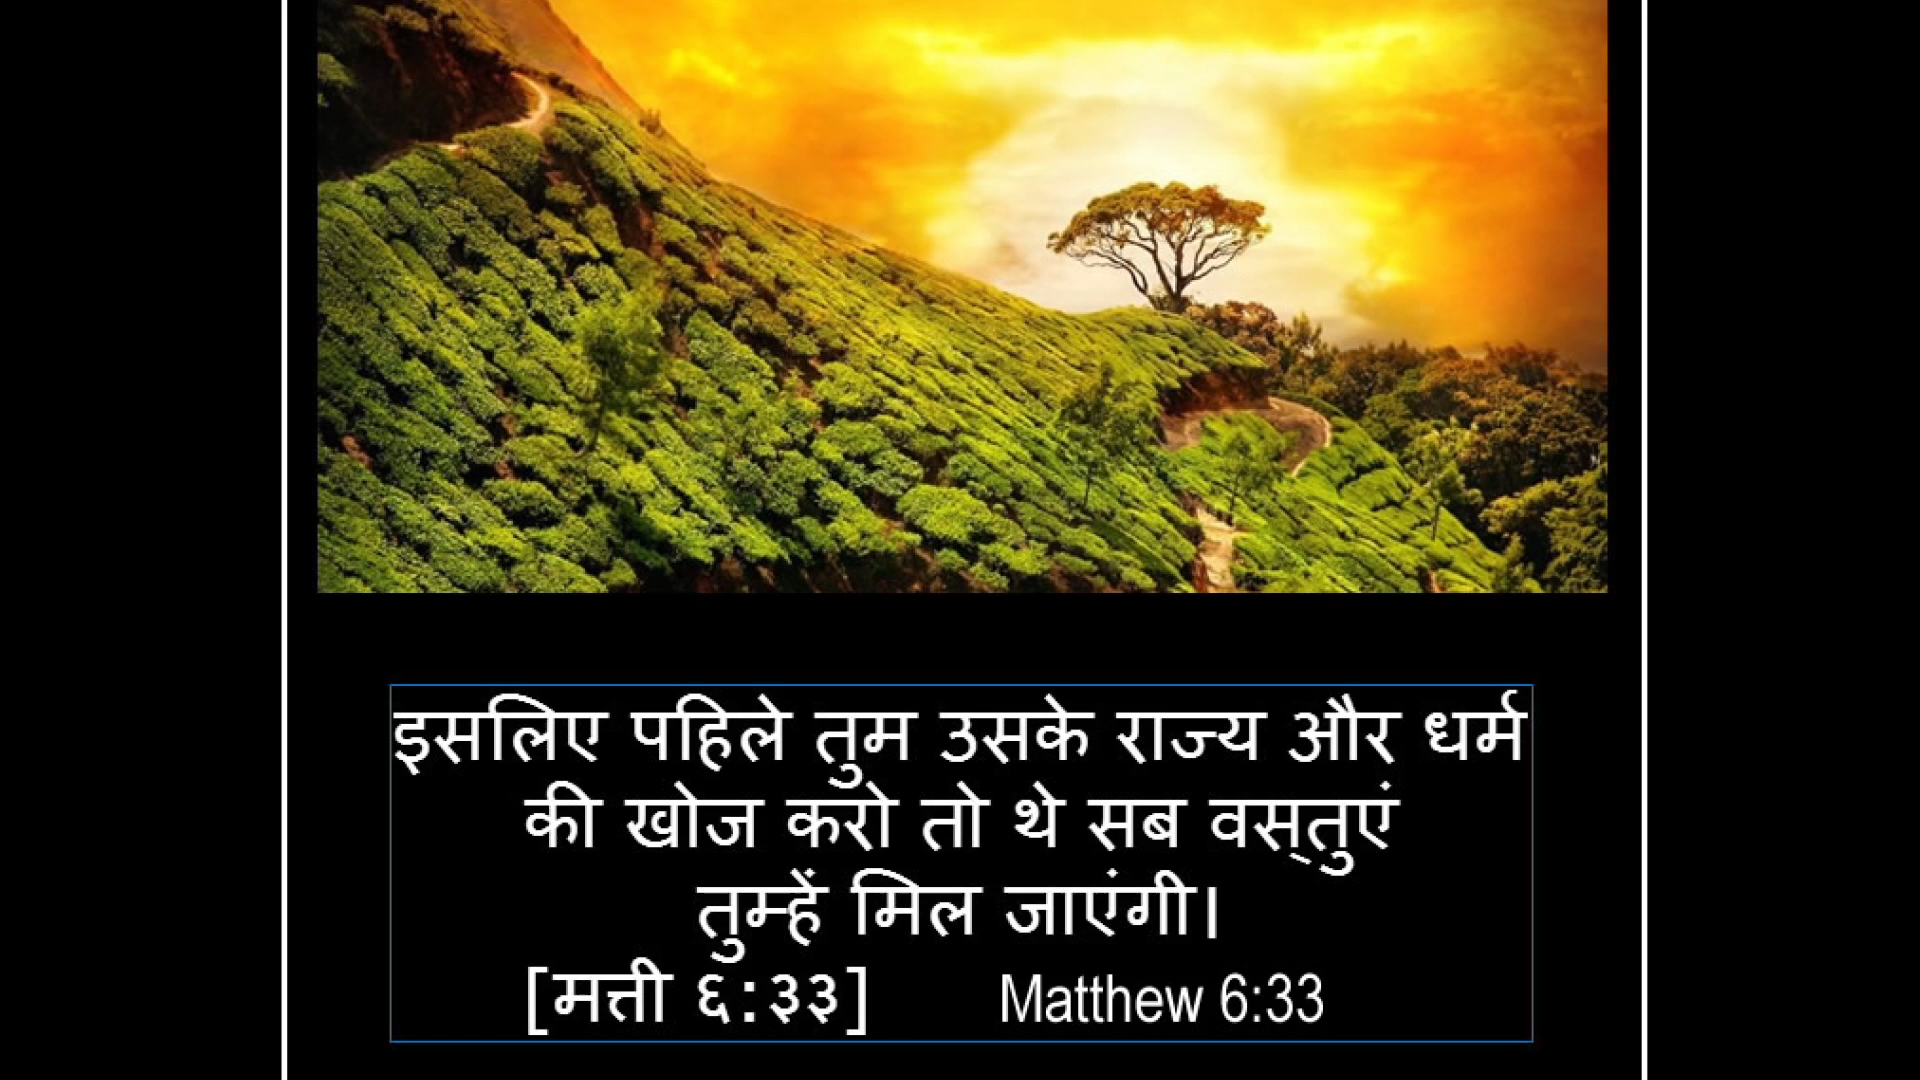 इसलिए पहिले तुम उसके राज्य और धर्म
की खोज करो तो थे सब वस्‌तुएं
तुम्हें मिल जाएंगी।
[मत्ती ६:३३] Matthew 6:33